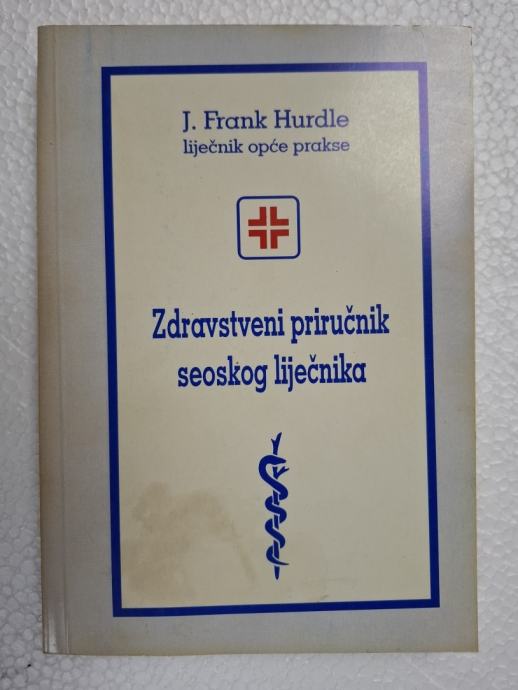 J. Frank Hurdle
liječnik opće prakse
Zdravstveni priručnik
seoskog liječnika